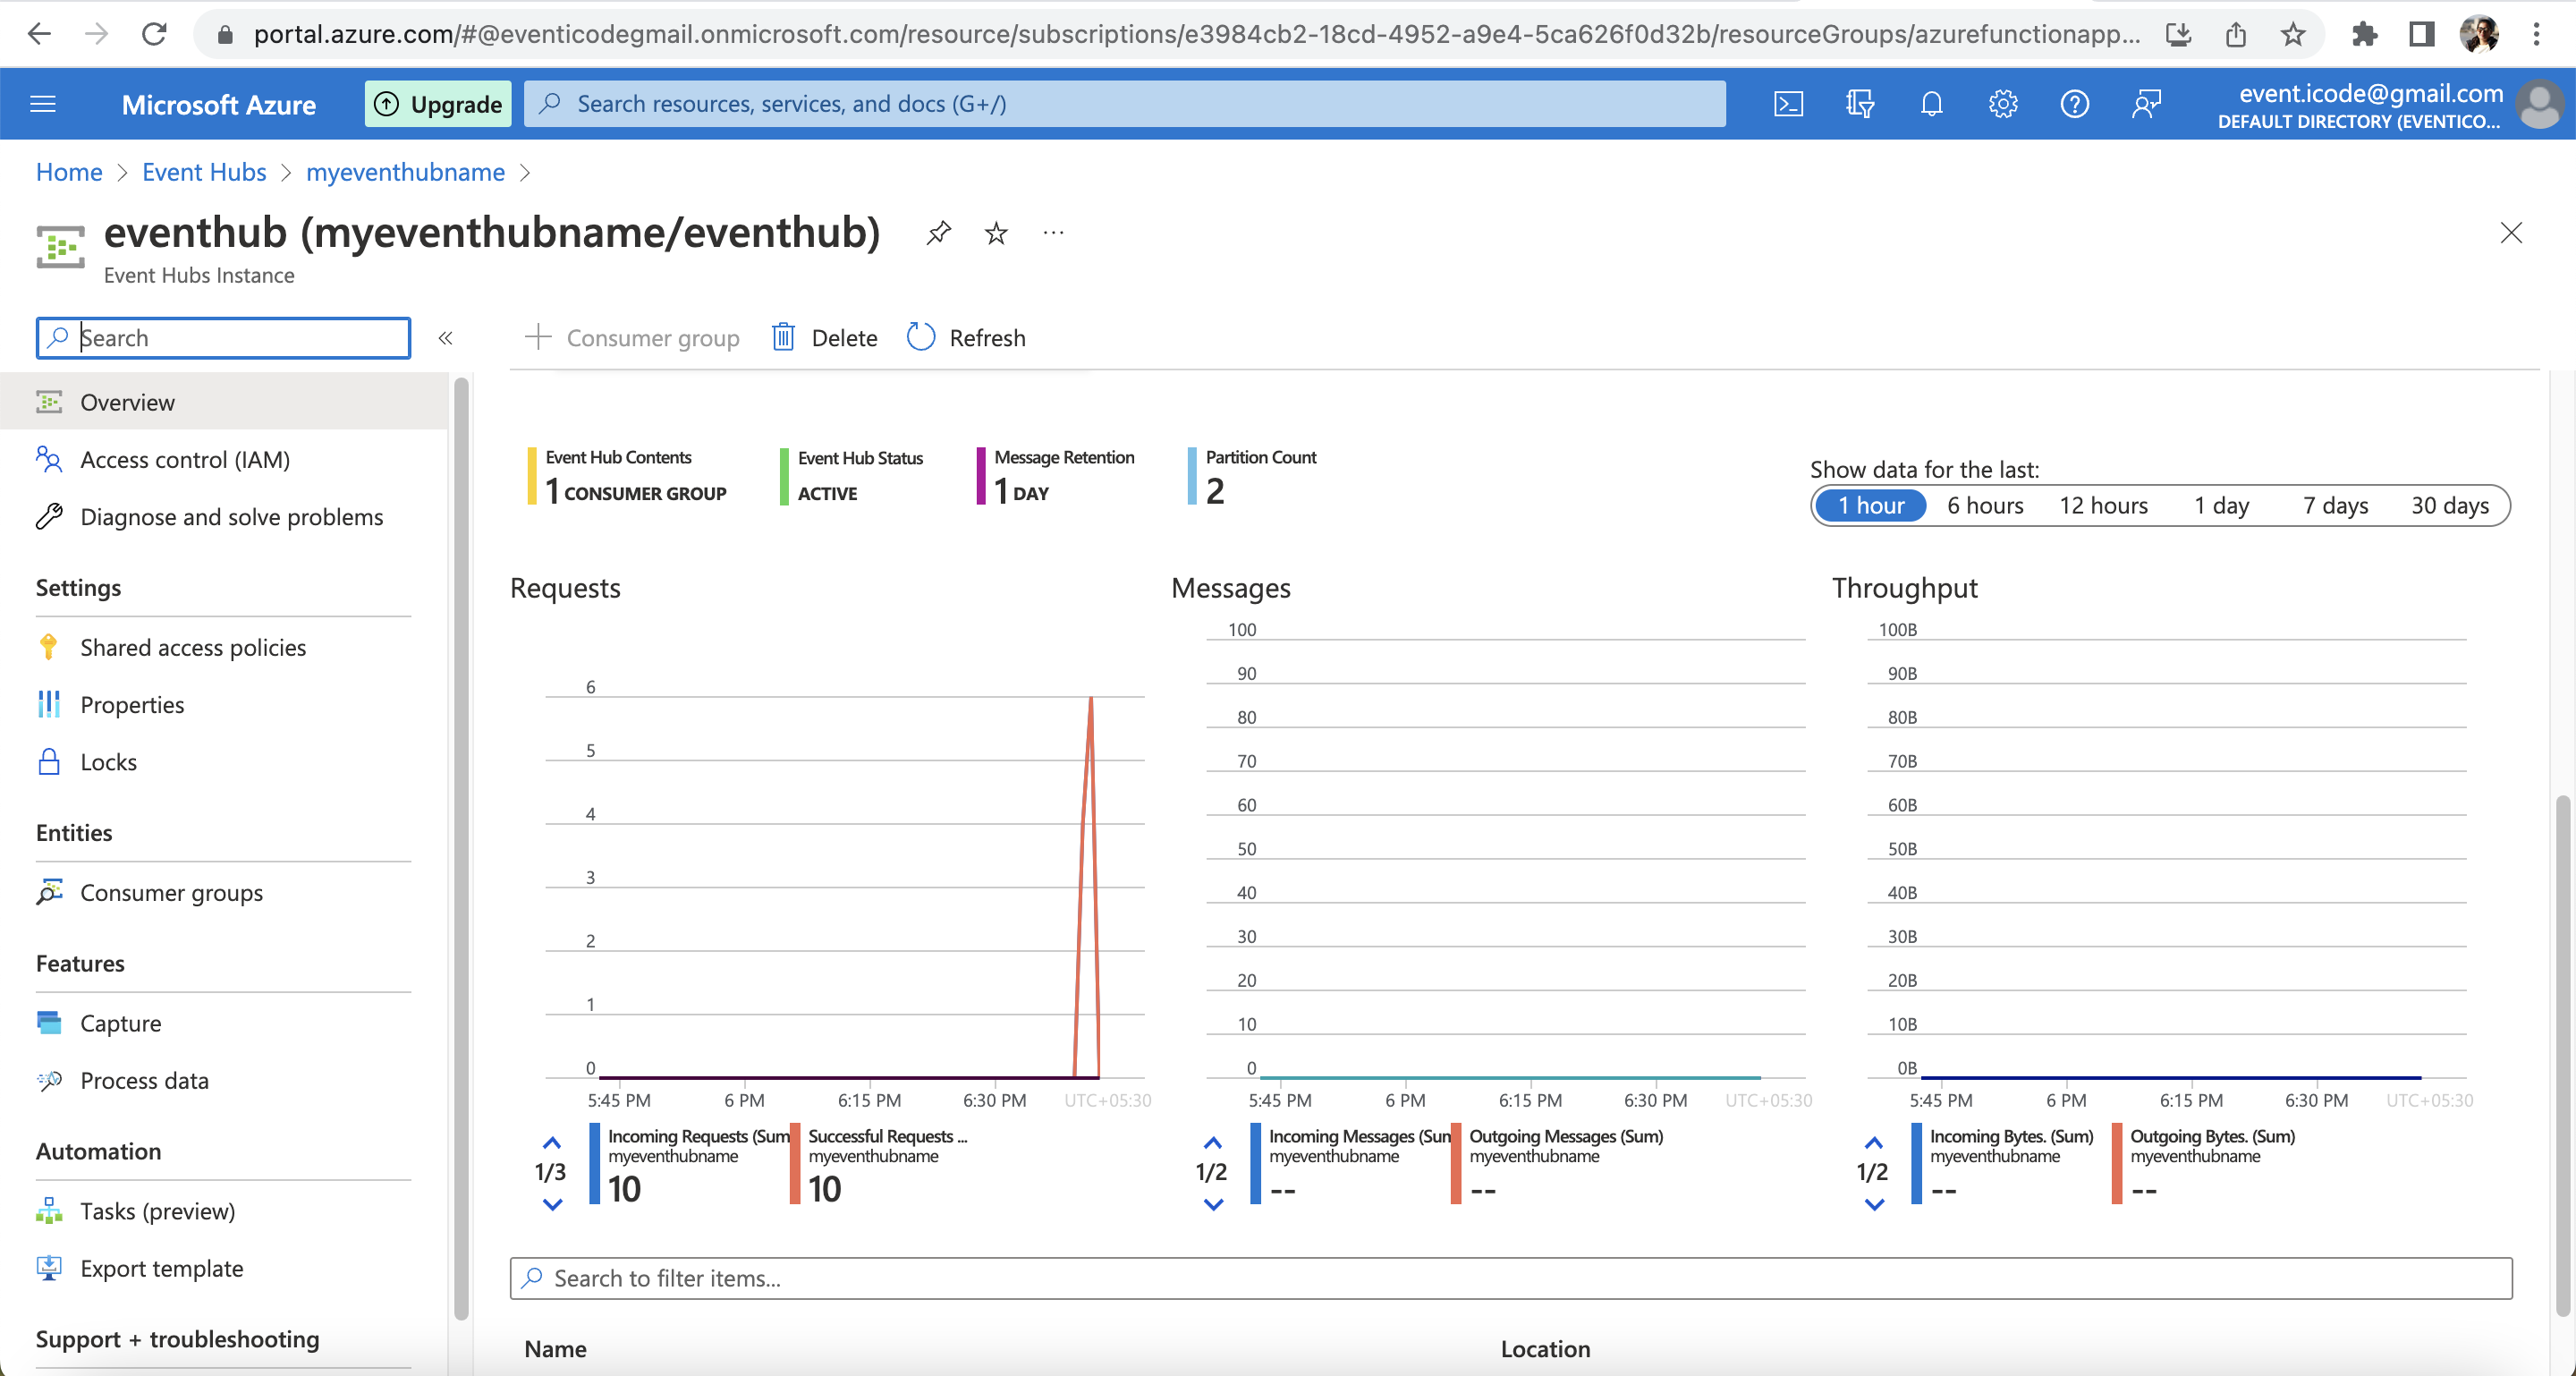 portal.azure.com/#@eventicodegmail.onmicrosoft.com/resource/subscriptions/e3984cb2-18cd-4952-a9e4-5ca626f0d32b/resourceGroups/azurefunctionapp...
Microsoft Azure
Upgrade
Search resources, services, and docs (G+/)
event.icode@gmail.com
DEFAULT DIRECTORY (EVENTICO...
Home > Event Hubs > myeventhubname >
eventhub (myeventhubname/eventhub)
Event Hubs Instance
Search
Consumer group
Delete
Refresh
Overview
Access control (IAM)
Diagnose and solve problems
Settings
Shared access policies
Properties
Locks
Entities
Consumer groups
Features
Capture
Process data
Automation
Tasks (preview)
Export template
Support + troubleshooting
Event Hub Contents
1 CONSUMER GROUP
Event Hub Status
ACTIVE
Message Retention
1 DAY
Partition Count
2
Show data for the last:
1 hour
6 hours
12 hours
1 day
7 days
30 days
Requests
6
5
4
3
2
1
0
5:45 PM
6 PM
6:15 PM
6:30 PM
UTC+05:30
1/3
Incoming Requests (Sum
myeventhubname
10
Successful Requests ...
myeventhubname
10
Messages
100
90
80
70
60
50
40
30
20
10
0
5:45 PM
6 PM
6:15 PM
6:30 PM
UTC+05:30
1/2
Incoming Messages (Sum
myeventhubname
--
Outgoing Messages (Sum)
myeventhubname
--
Throughput
100B
90B
80B
70B
60B
50B
40B
30B
20B
10B
0B
5:45 PM
6 PM
6:15 PM
6:30 PM
UTC+05:30
1/2
Incoming Bytes. (Sum)
myeventhubname
--
Outgoing Bytes. (Sum)
myeventhubname
--
Search to filter items...
Name
Location